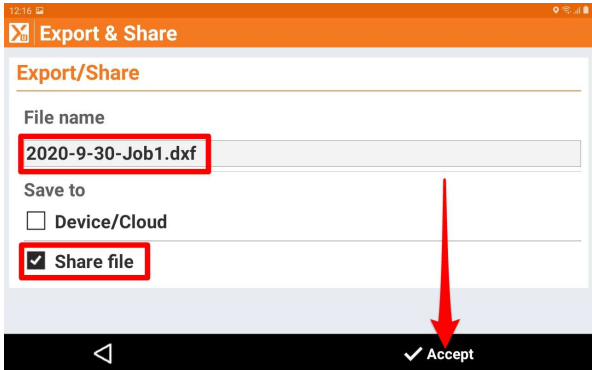 12:16
Export & Share
Export/Share
File name
2020-9-30-Job1.dxf
Save to
Device/Cloud
Share file
Accept